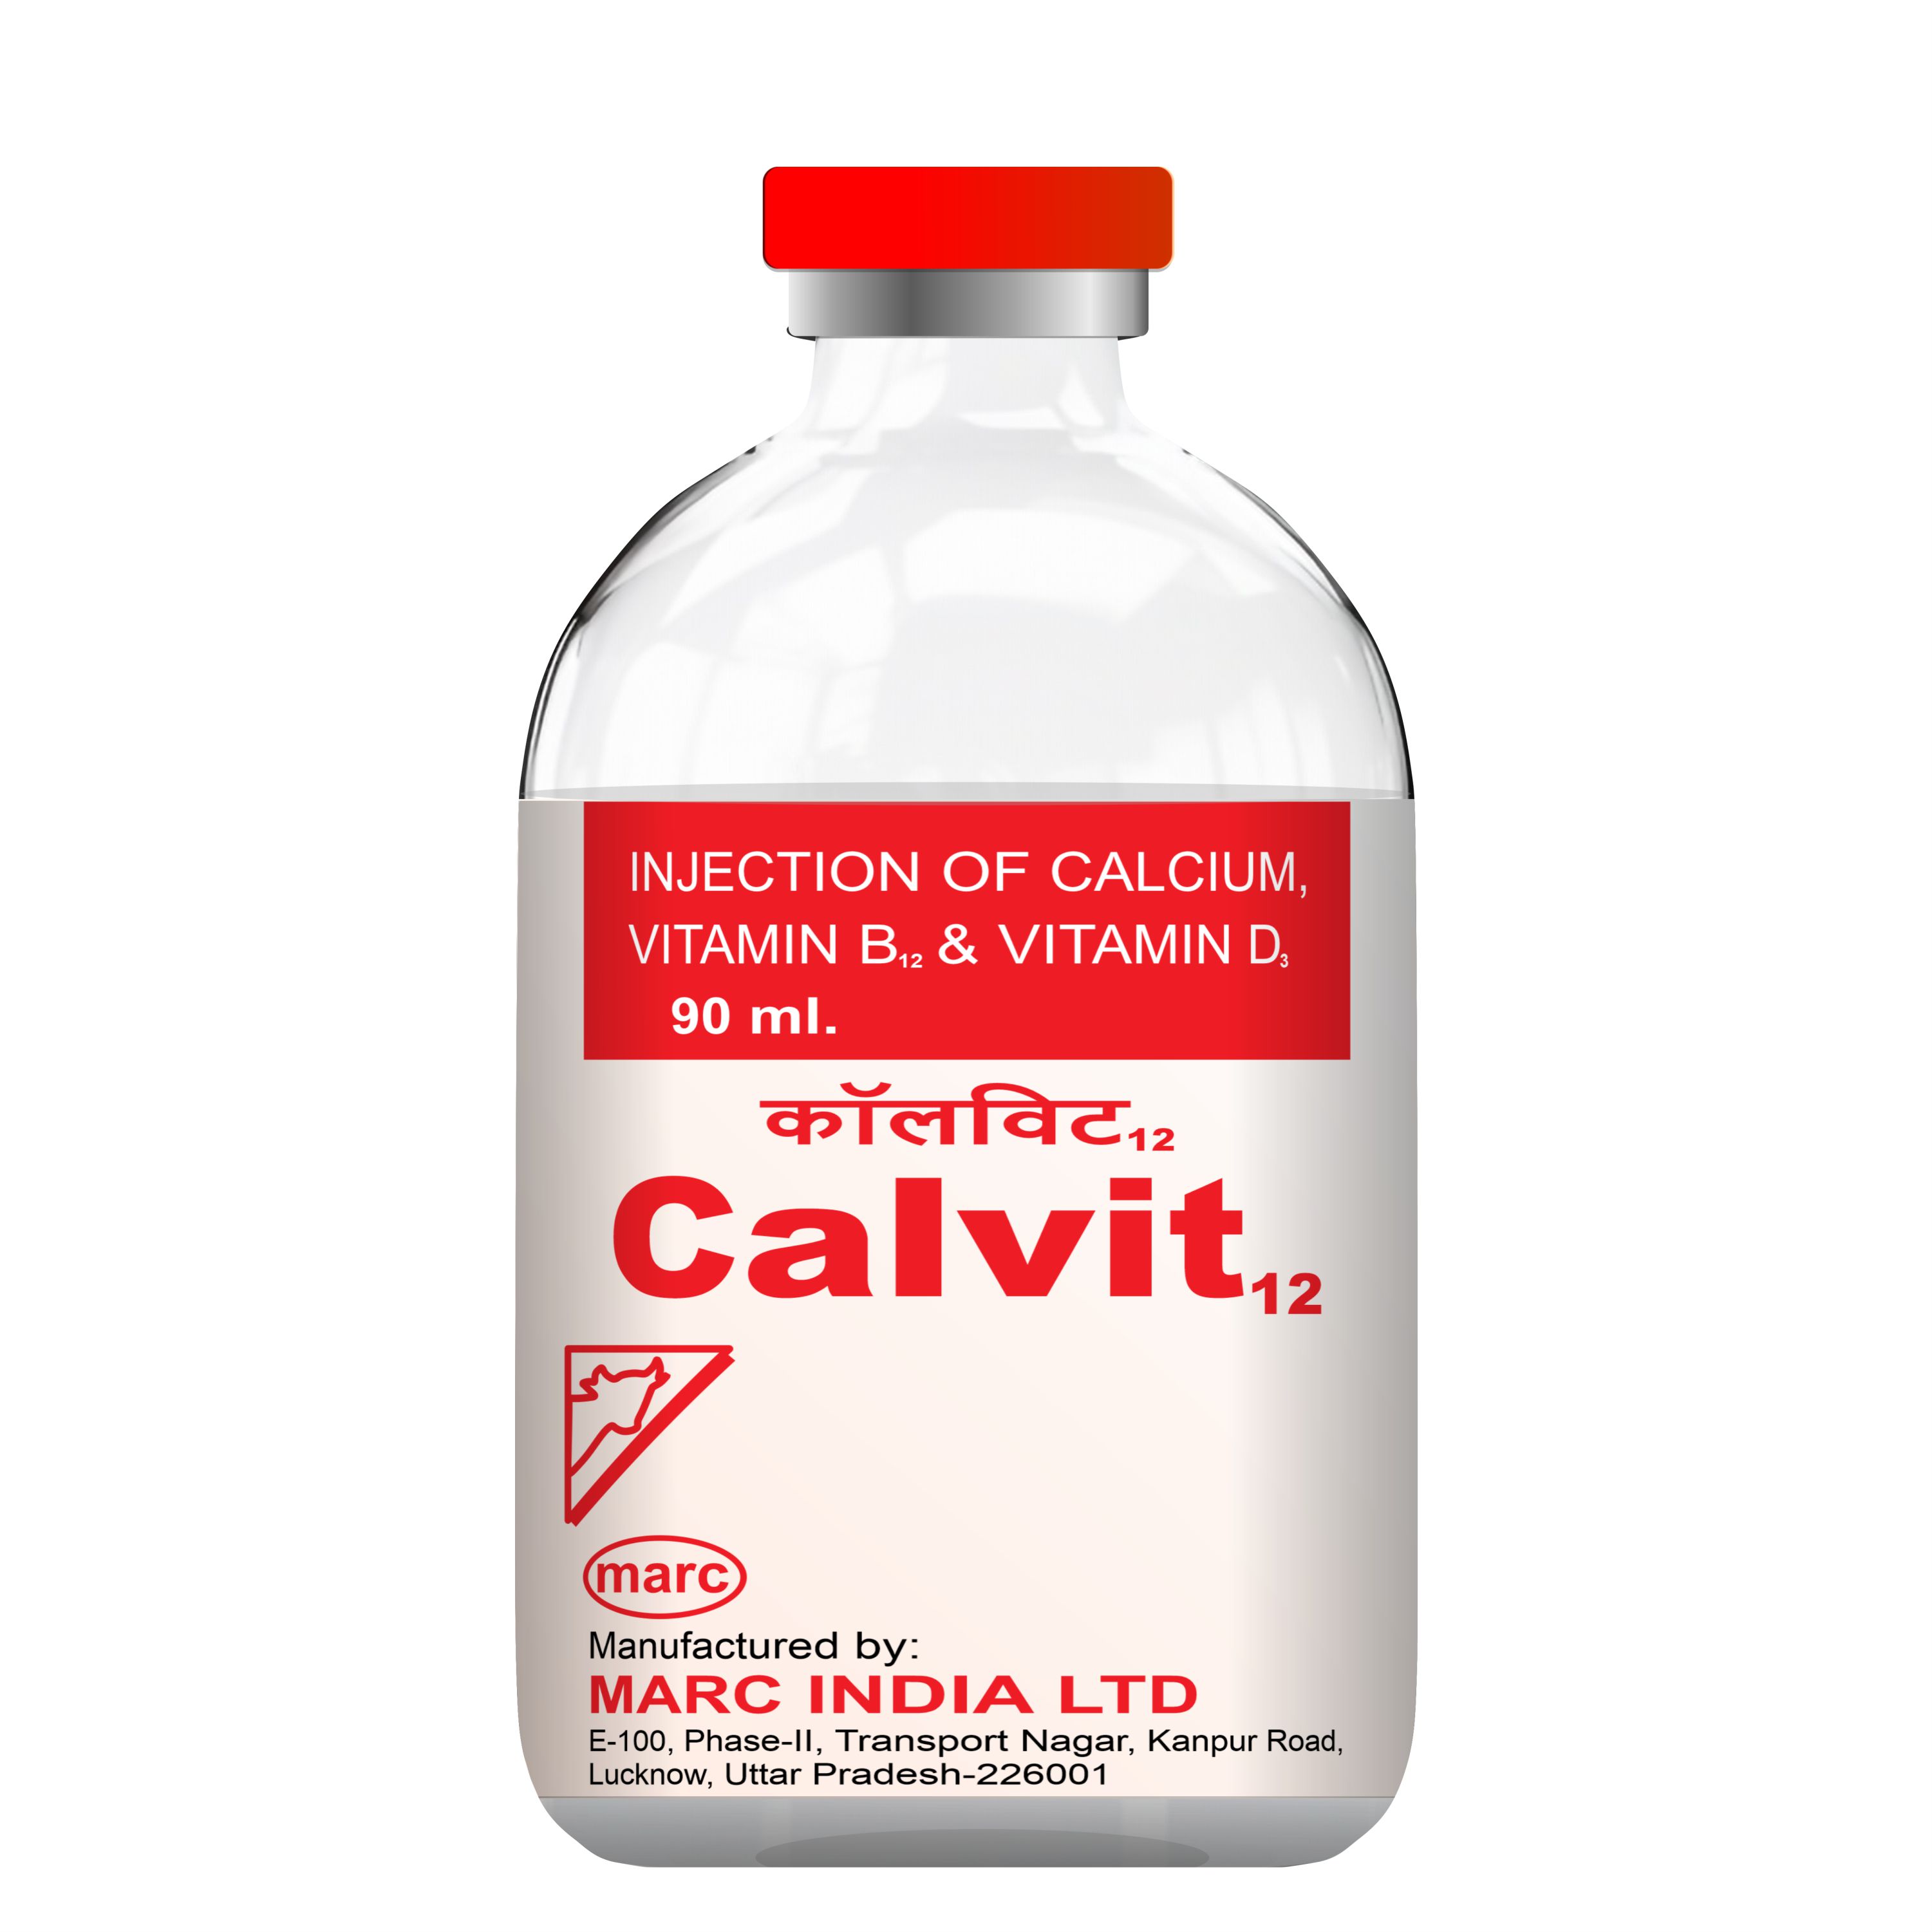 INJECTION OF CALCIUM,
VITAMIN B12 & VITAMIN D3
90 ml.
कॉलविट12
Calvit12
marc
Manufactured by:
MARC INDIA LTD
E-100, Phase-II, Transport Nagar, Kanpur Road,
Lucknow, Uttar Pradesh-226001